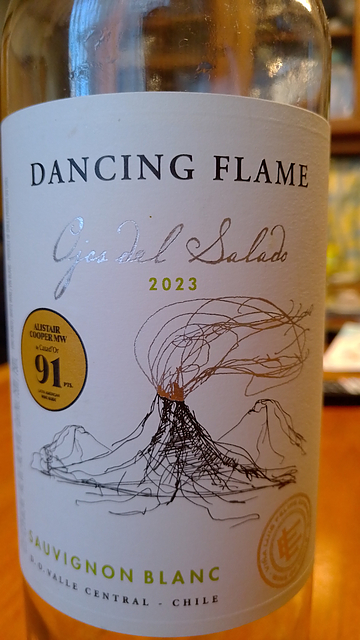 DANCING FLAME
Ojos del Salado
2023
ALISTAIR
COOPER MW
91
PTS.
SAUVIGNON BLANC
D.O VALLE CENTRAL - CHILE